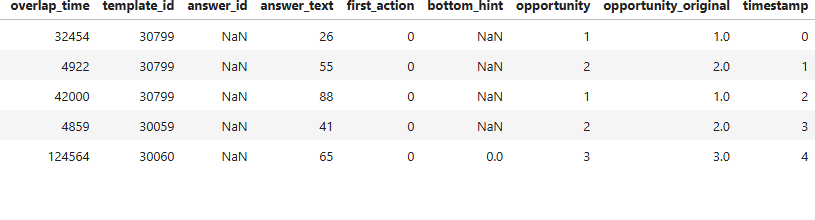 overlap_time template_id answer_id answer_text first_action bottom_hint opportunity opportunity_original timestamp
32454 30799 NaN 26 0 NaN 1 1.0 0
4922 30799 NaN 55 0 NaN 2 2.0 1
42000 30799 NaN 88 0 NaN 1 1.0 2
4859 30059 NaN 41 0 NaN 2 2.0 3
124564 30060 NaN 65 0 0.0 3 3.0 4